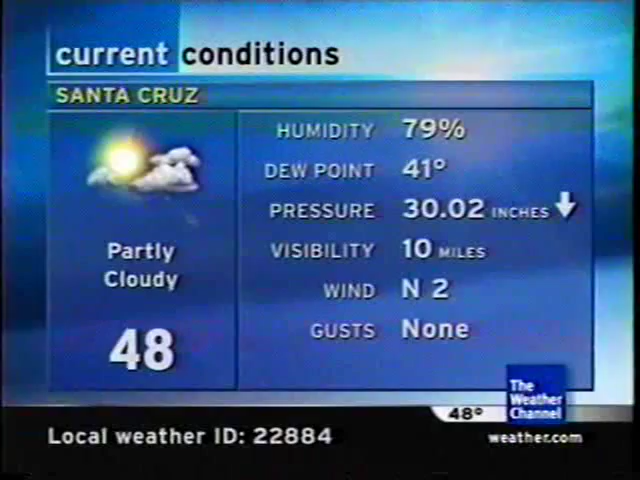 current conditions
SANTA CRUZ
HUMIDITY 79%
DEW POINT 41°
PRESSURE 30.02 INCHES
VISIBILITY 10 MILES
WIND N 2
GUSTS None
Partly
Cloudy
48
48°
The
Weather
Channel
Local weather ID: 22884
weather.com